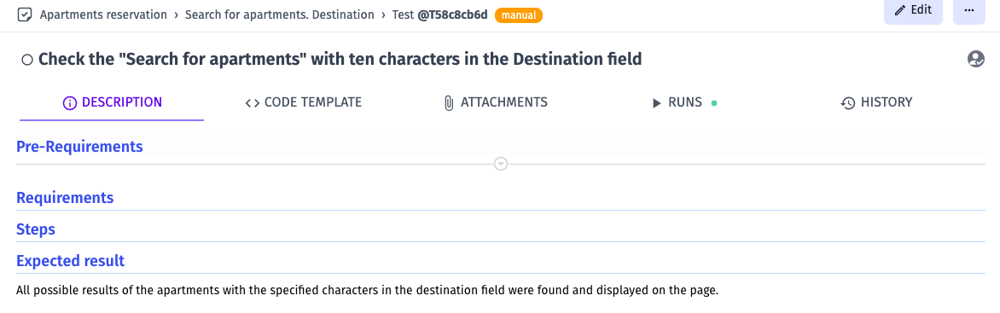 Apartments reservation › Search for apartments. Destination › Test @T58c8cb6d manual Edit ...
Check the "Search for apartments" with ten characters in the Destination field
DESCRIPTION CODE TEMPLATE ATTACHMENTS RUNS HISTORY
Pre-Requirements
Requirements
Steps
Expected result
All possible results of the apartments with the specified characters in the destination field were found and displayed on the page.